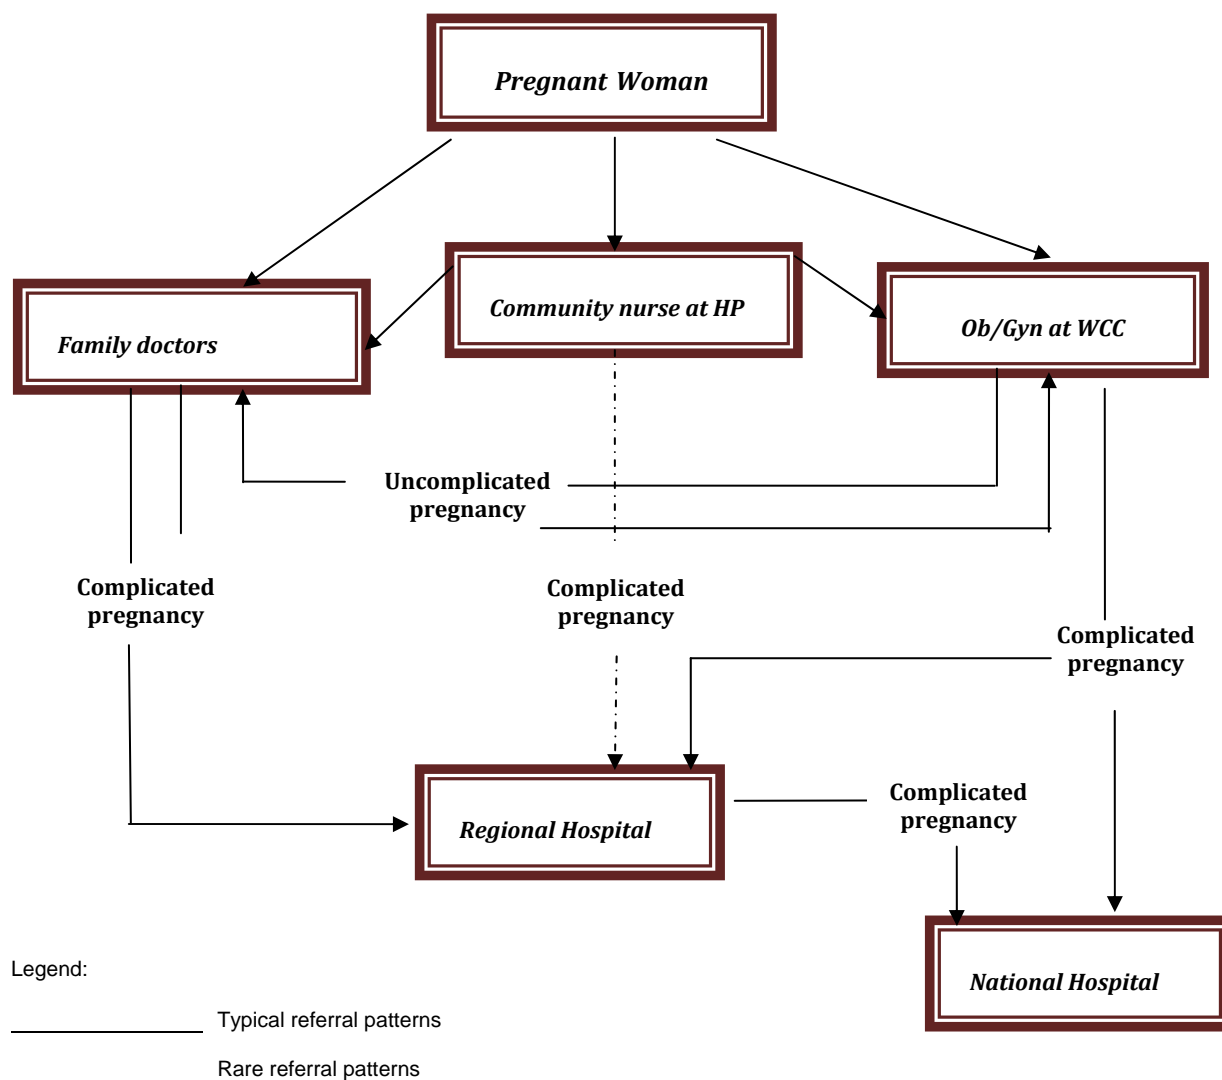 Pregnant Woman
Community nurse at HP
Ob/Gyn at WCC
Family doctors
Uncomplicated
pregnancy
Complicated
pregnancy
Complicated
pregnancy
Complicated
pregnancy
Complicated
pregnancy
Regional Hospital
National Hospital
Legend:
Typical referral patterns
Rare referral patterns